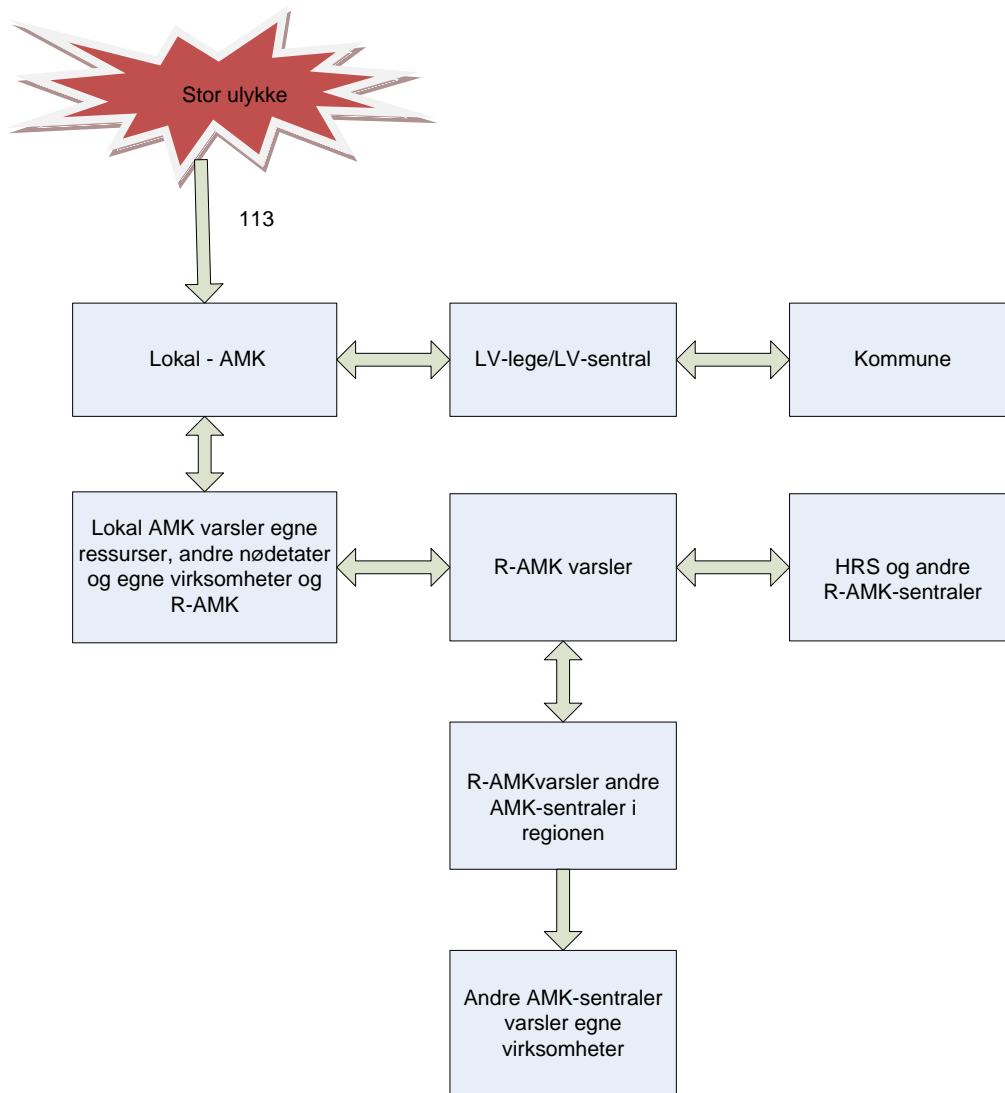 Stor ulykke
113
Lokal - AMK
LV-lege/LV-sentral
Kommune
Lokal AMK varsler egne
ressurser, andre nødetater
og egne virksomheter og
R-AMK
R-AMK varsler
HRS og andre
R-AMK-sentraler
R-AMKvarsler andre
AMK-sentraler i
regionen
Andre AMK-sentraler
varsler egne
virksomheter